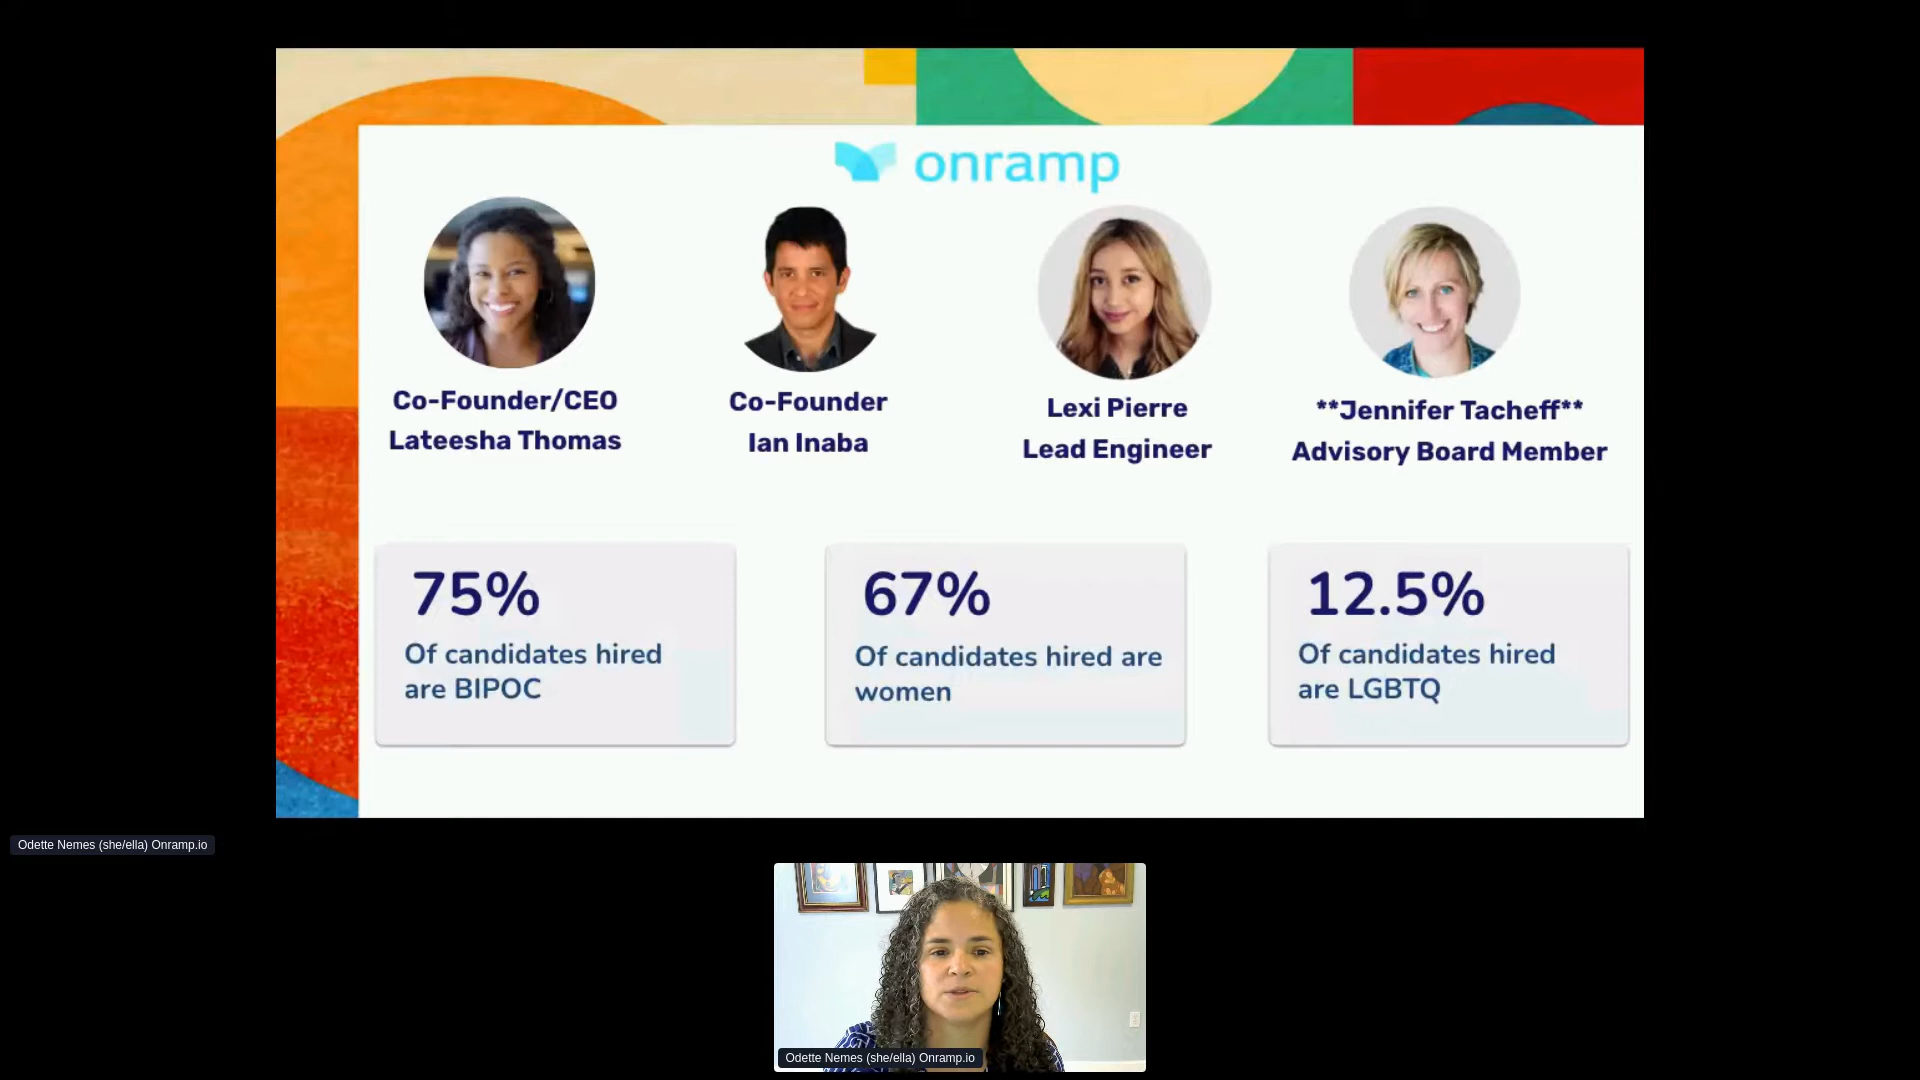 onramp
Co-Founder/CEO
Lateesha Thomas
Co-Founder
Ian Inaba
Lexi Pierre
Lead Engineer
**Jennifer Tacheff**
Advisory Board Member
75%
Of candidates hired
are BIPOC
67%
Of candidates hired are
women
12.5%
Of candidates hired
are LGBTQ
Odette Nemes (she/ella) Onramp.io
Odette Nemes (she/ella) Onramp.io